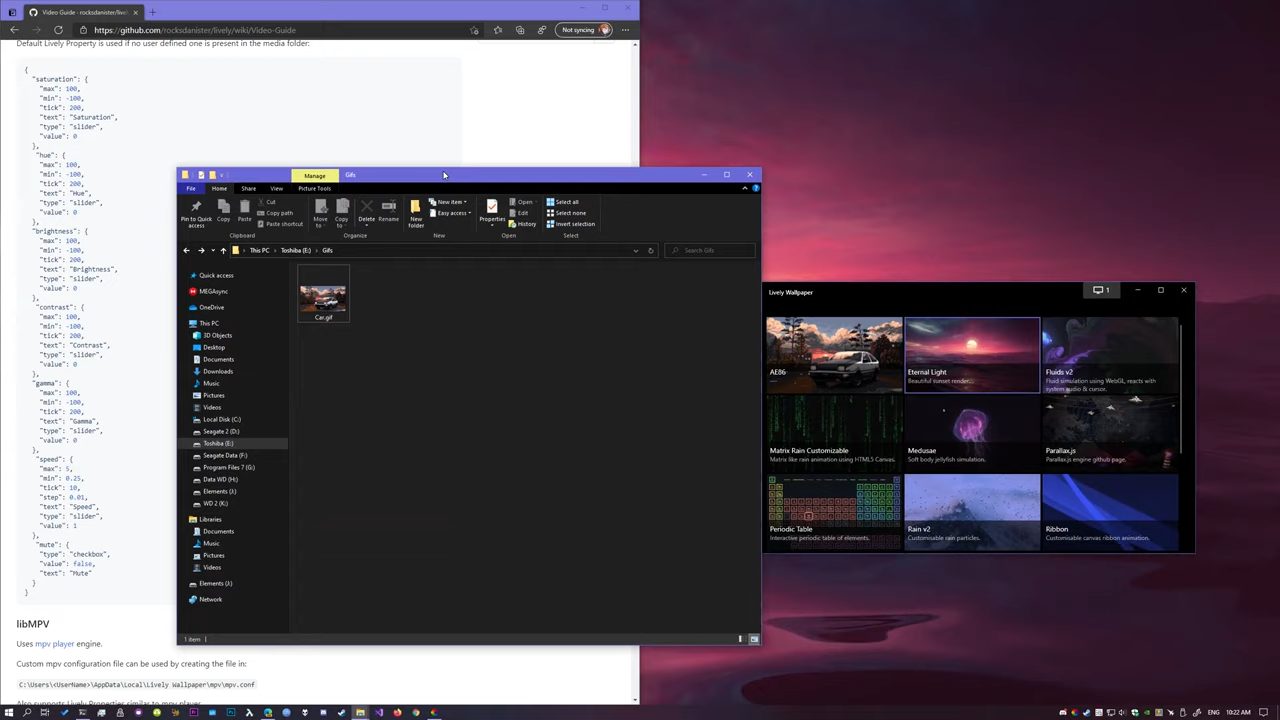 Video Guide · rocksdanister/live
https://github.com/rocksdanister/lively/wiki/Video-Guide
Not syncing
Default Lively Property is used if no user defined one is present in the media folder:
{
"saturation": {
"max": 100,
"min": -100,
"tick": 200,
"text": "Saturation",
"type": "slider",
"value": 0
},
"hue": {
"max": 100,
"min": -100,
"tick": 200,
"text": "Hue",
"type": "slider",
"value": 0
},
"brightness": {
"max": 100,
"min": -100,
"tick": 200,
"text": "Brightness",
"type": "slider",
"value": 0
},
"contrast": {
"max": 100,
"min": -100,
"tick": 200,
"text": "Contrast",
"type": "slider",
"value": 0
},
"gamma": {
"max": 100,
"min": -100,
"tick": 200,
"text": "Gamma",
"type": "slider",
"value": 0
},
"speed": {
"max": 5,
"min": 0.25,
"tick": 10,
"step": 0.01,
"text": "Speed",
"type": "slider",
"value": 1
},
"mute": {
"type": "checkbox",
"value": false,
"text": "Mute"
}
}
libMPV
Uses mpv player engine.
Custom mpv configuration file can be used by creating the file in:
C:\Users\<UserName>\AppData\Local\Lively Wallpaper\mpv\mpv.conf
Also supports Lively Properties similar to mpv player.
Manage
Gifs
File
Home
Share
View
Picture Tools
Pin to Quick access
Copy
Paste
Cut
Copy path
Paste shortcut
Clipboard
Move to
Copy to
Delete
Rename
Organize
New folder
New item
Easy access
New
Properties
Open
Edit
History
Open
Select all
Select none
Invert selection
Select
This PC
Toshiba (E:)
Gifs
Search Gifs
Quick access
MEGAsync
OneDrive
This PC
3D Objects
Desktop
Documents
Downloads
Music
Pictures
Videos
Local Disk (C:)
Seagate 2 (D:)
Toshiba (E:)
Seagate Data (F:)
Program Files 7 (G:)
Data WD (H:)
Elements (J:)
WD 2 (K:)
Libraries
Documents
Music
Pictures
Videos
Elements (J:)
Network
Car.gif
1 item
Lively Wallpaper
1
AE86
Eternal Light
Beautiful sunset render...
Fluids v2
Fluid simulation using WebGL, reacts with system audio & cursor.
Matrix Rain Customizable
Matrix like rain animation using HTML5 Canvas.
Medusae
Soft body jellyfish simulation.
Parallax.js
Parallax.js engine github page.
Periodic Table
Interactive periodic table of elements.
Rain v2
Customisable rain particles.
Ribbon
Customisable canvas ribbon animation.
ENG
10:22 AM